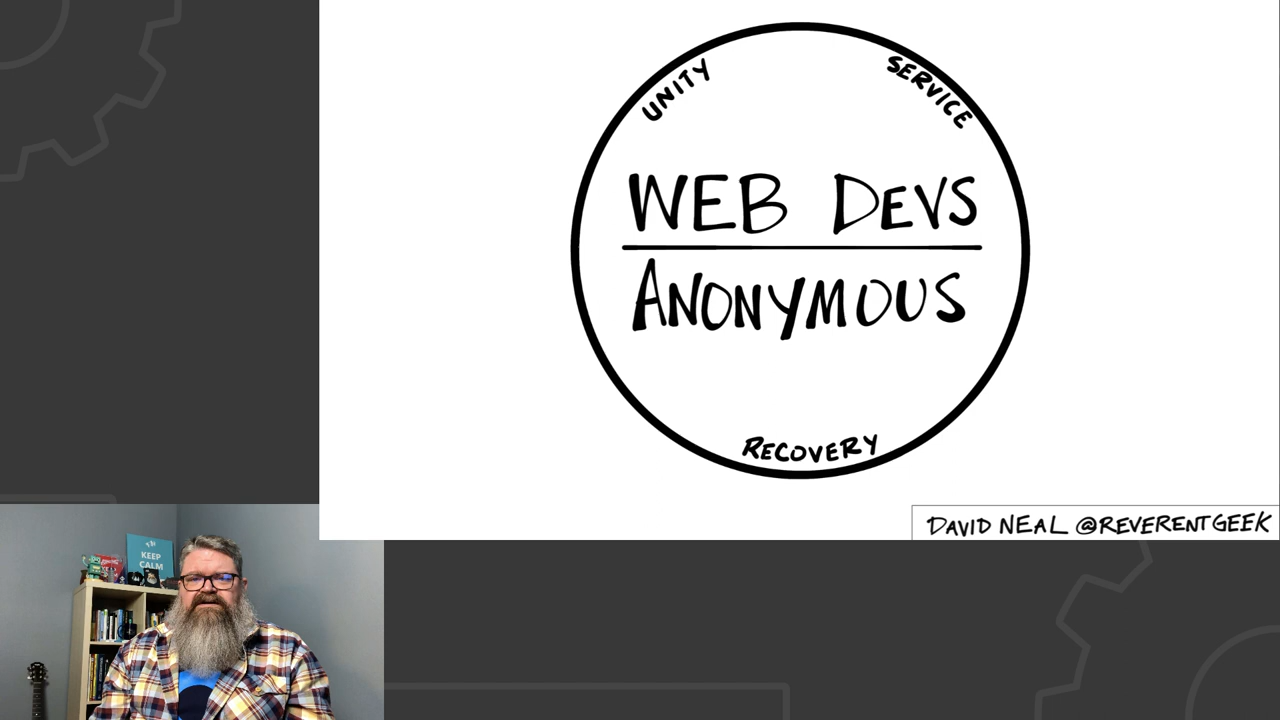 UNITY
SERVICE
WEB DEVS
ANONYMOUS
RECOVERY
DAVID NEAL @REVERENTGEEK
KEEP
CALM